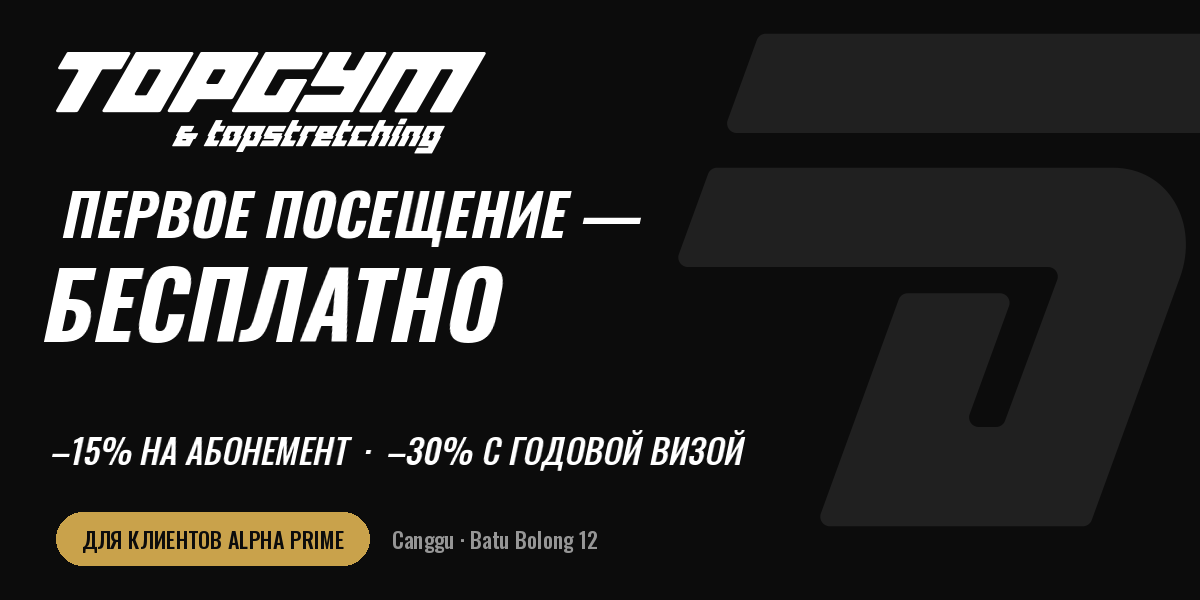 TOPGYM
& topstretching
ПЕРВОЕ ПОСЕЩЕНИЕ —
БЕСПЛАТНО
–15% НА АБОНЕМЕНТ · –30% С ГОДОВОЙ ВИЗОЙ
ДЛЯ КЛИЕНТОВ ALPHA PRIME
Canggu · Batu Bolong 12